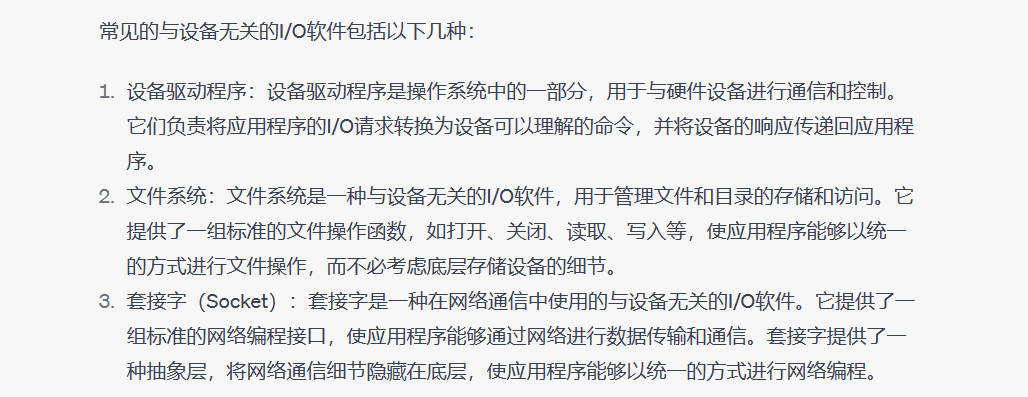 常见的与设备无关的I/O软件包括以下几种：
1. 设备驱动程序：设备驱动程序是操作系统中的一部分，用于与硬件设备进行通信和控制。
它们负责将应用程序的I/O请求转换为设备可以理解的命令，并将设备的响应传递回应用程
序。
2. 文件系统：文件系统是一种与设备无关的I/O软件，用于管理文件和目录的存储和访问。它
提供了一组标准的文件操作函数，如打开、关闭、读取、写入等，使应用程序能够以统一
的方式进行文件操作，而不必考虑底层存储设备的细节。
3. 套接字（Socket）：套接字是一种在网络通信中使用的与设备无关的I/O软件。它提供了一
组标准的网络编程接口，使应用程序能够通过网络进行数据传输和通信。套接字提供了一
种抽象层，将网络通信细节隐藏在底层，使应用程序能够以统一的方式进行网络编程。